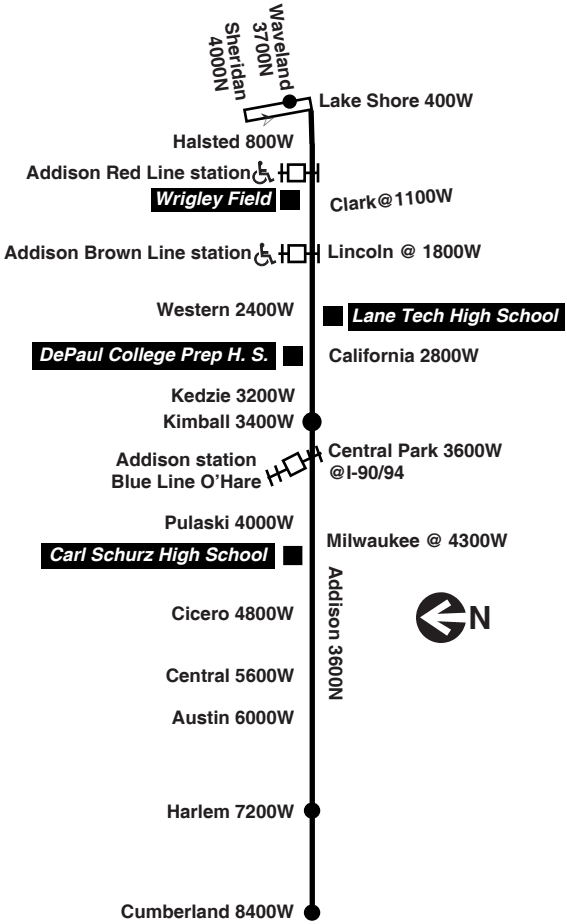 Waveland
3700N
Sheridan
4000N
Lake Shore 400W
Halsted 800W
Addison Red Line station
Wrigley Field
Clark@1100W
Addison Brown Line station
Lincoln @ 1800W
Western 2400W
Lane Tech High School
DePaul College Prep H. S.
California 2800W
Kedzie 3200W
Kimball 3400W
Central Park 3600W
@I-90/94
Addison station
Blue Line O’Hare
Pulaski 4000W
Milwaukee @ 4300W
Carl Schurz High School
Addison 3600N
Cicero 4800W
N
Central 5600W
Austin 6000W
Harlem 7200W
Cumberland 8400W